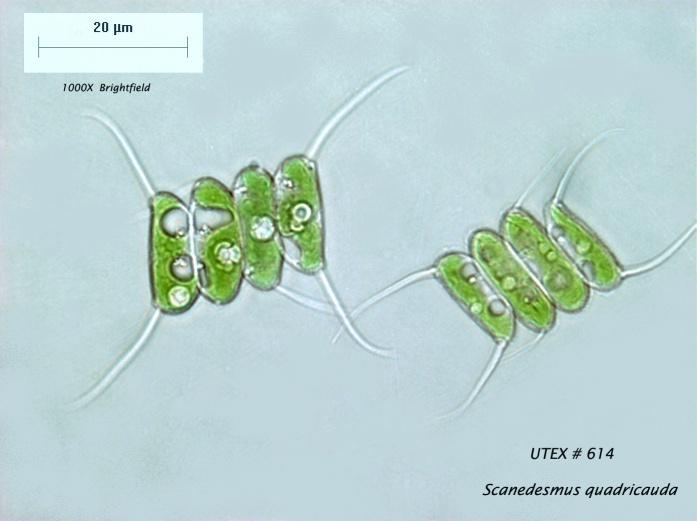 20 µm
1000X Brightfield
UTEX # 614
Scanedesmus quadricauda